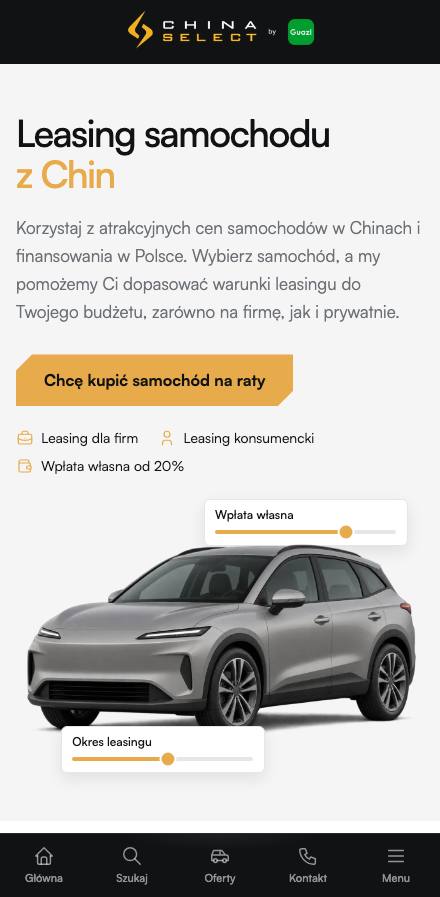 CHINA
SELECT by Guazi
Leasing samochodu
z Chin
Korzystaj z atrakcyjnych cen samochodów w Chinach i
finansowania w Polsce. Wybierz samochód, a my
pomożemy Ci dopasować warunki leasingu do
Twojego budżetu, zarówno na firmę, jak i prywatnie.
Chcę kupić samochód na raty
Leasing dla firm Leasing konsumencki
Wpłata własna od 20%
Wpłata własna
Okres leasingu
Główna Szukaj Oferty Kontakt Menu